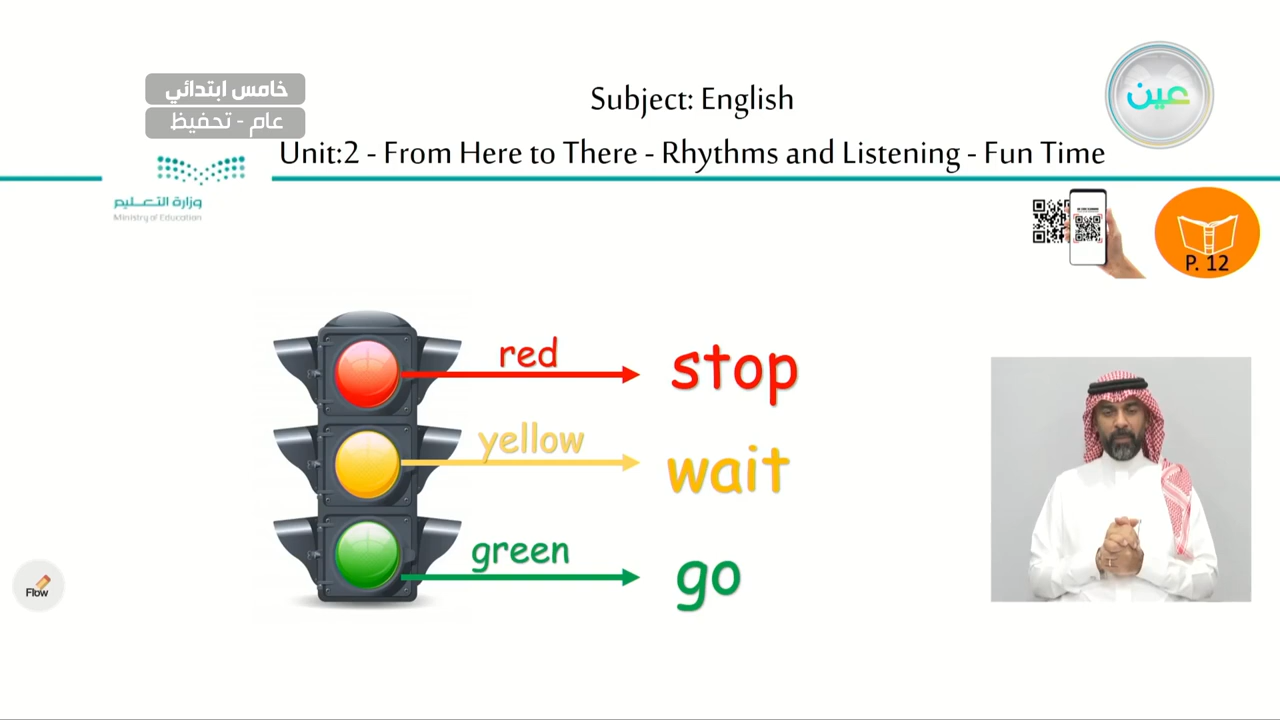 خامس ابتدائي
عام - تحفيظ
عين
Subject: English
Unit:2 - From Here to There - Rhythms and Listening - Fun Time
وزارة التعليم
Ministry of Education
P. 12
red
stop
yellow
wait
green
go
Flow